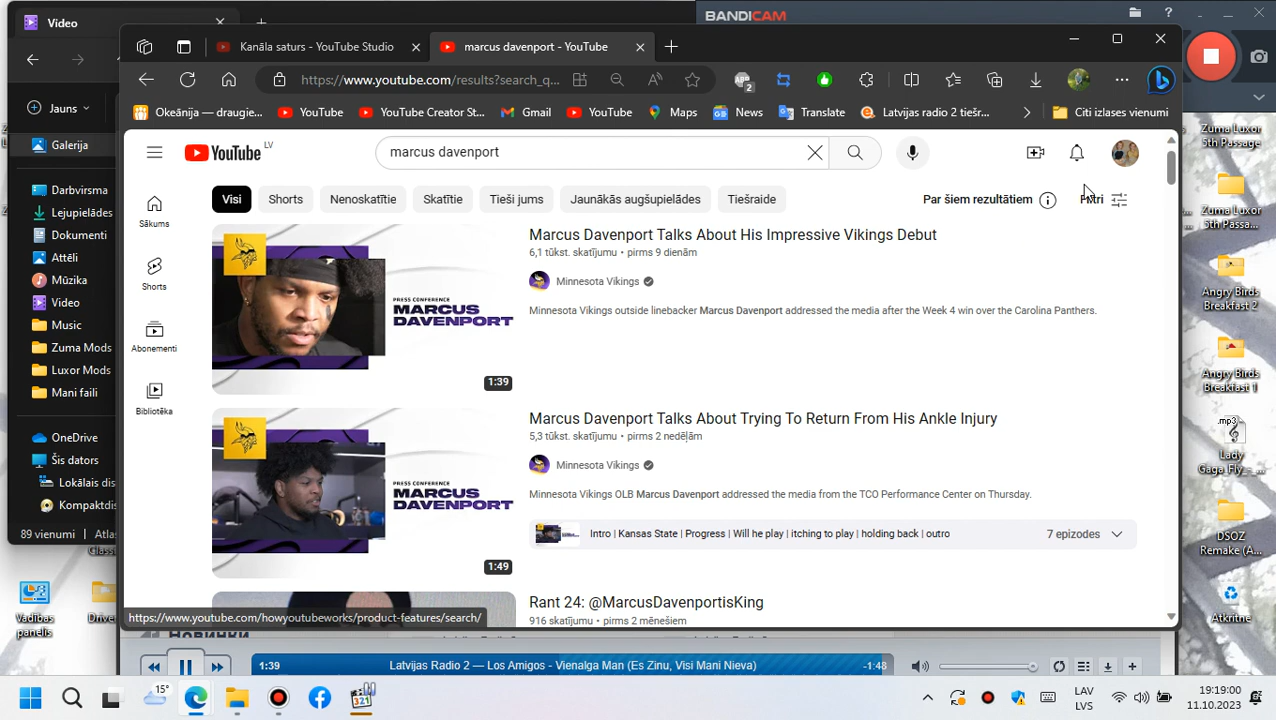 Video
BANDICAM
Kanāla saturs - YouTube Studio
marcus davenport - YouTube
https://www.youtube.com/results?search_q...
2
Jauns
Okeānija — draugie...
YouTube
YouTube Creator St...
Gmail
YouTube
Maps
News
Translate
Latvijas radio 2 tiešr...
Citi izlases vienumi
YouTube
LV
marcus davenport
Galerija
Darbvirsma
Lejupielādes
Dokumenti
Attēli
Mūzika
Video
Music
Zuma Mods
Luxor Mods
Mani faili
OneDrive
Šis dators
Lokālais dis
Kompaktdis
89 vienumi
Atlas
Sākums
Shorts
Abonementi
Bibliotēka
Visi
Shorts
Nenoskatītie
Skatītie
Tieši jums
Jaunākās augšupielādes
Tiešraide
Par šiem rezultātiem
Filtri
PRESS CONFERENCE
MARCUS
DAVENPORT
1:39
Marcus Davenport Talks About His Impressive Vikings Debut
6,1 tūkst. skatījumu • pirms 9 dienām
Minnesota Vikings
Minnesota Vikings outside linebacker Marcus Davenport addressed the media after the Week 4 win over the Carolina Panthers.
PRESS CONFERENCE
MARCUS
DAVENPORT
1:49
Marcus Davenport Talks About Trying To Return From His Ankle Injury
5,3 tūkst. skatījumu • pirms 2 nedēļām
Minnesota Vikings
Minnesota Vikings OLB Marcus Davenport addressed the media from the TCO Performance Center on Thursday.
Intro | Kansas State | Progress | Will he play | itching to play | holding back | outro
7 epizodes
Rant 24: @MarcusDavenportisKing
916 skatījumu • pirms 2 mēnešiem
https://www.youtube.com/howyoutubeworks/product-features/search/
Zuma Luxor
5th Passage
Zuma Luxor
5th Passa...
Angry Birds
Breakfast 2
Angry Birds
Breakfast 1
.mp3
Lady
Gaga Fly_-_...
DSOZ
Remake (A...
Atkritne
Classi
Vadības
panelis
Drive
Новинки
1:39
Latvijas Radio 2 — Los Amigos - Vienalga Man (Es Zinu, Visi Mani Nieva)
-1:48
15°
321
LAV
LVS
19:19:00
11.10.2023